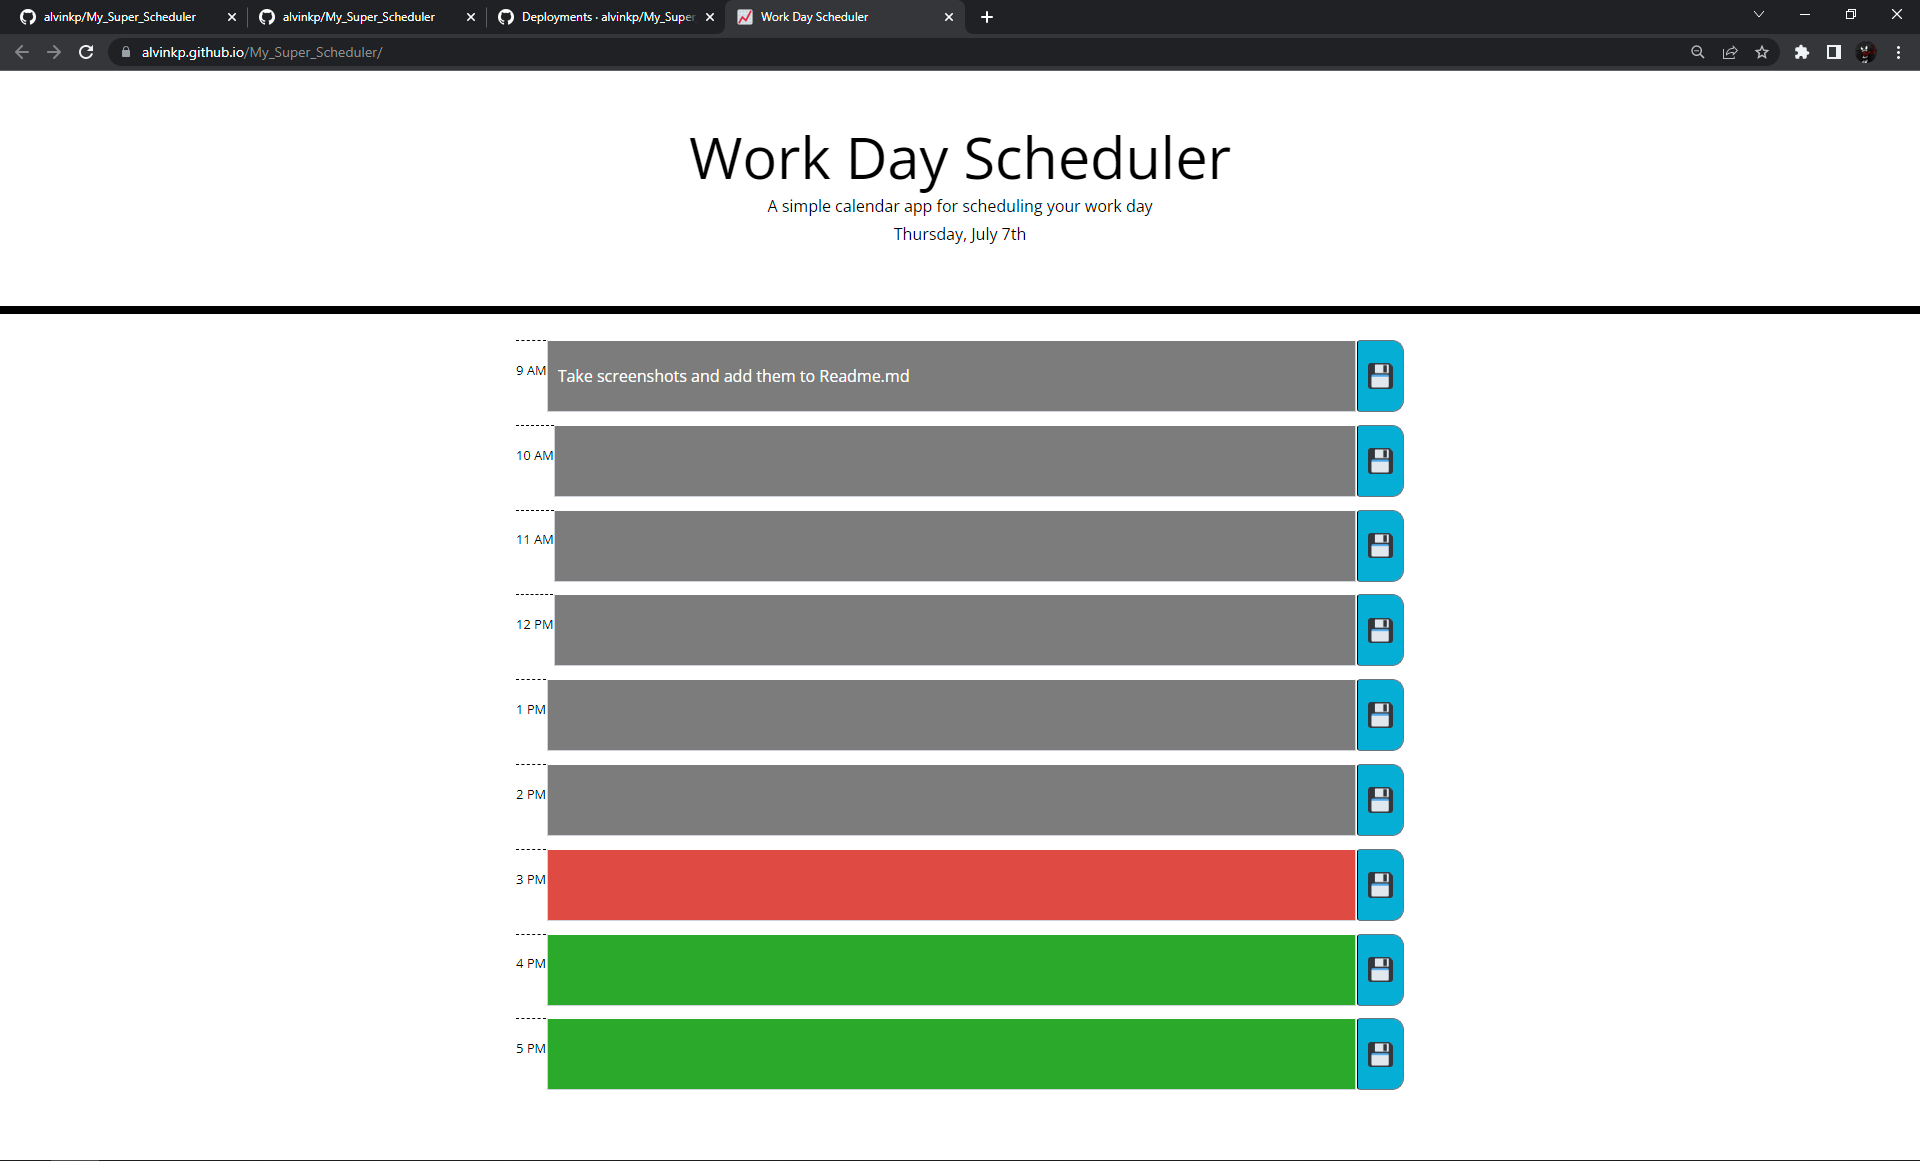 alvinkp/My_Super_Scheduler
alvinkp/My_Super_Scheduler
Deployments · alvinkp/My_Super
Work Day Scheduler
alvinkp.github.io/My_Super_Scheduler/
Work Day Scheduler
A simple calendar app for scheduling your work day
Thursday, July 7th
9 AM Take screenshots and add them to Readme.md
10 AM
11 AM
12 PM
1 PM
2 PM
3 PM
4 PM
5 PM